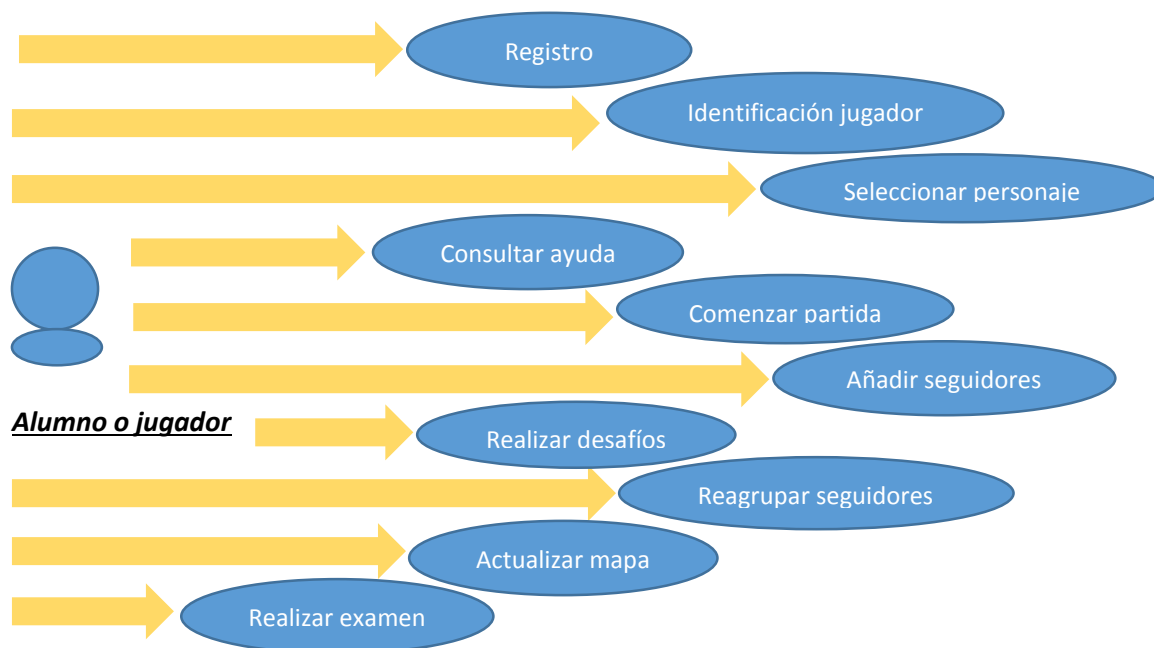 Registro
Identificación jugador
Seleccionar personaje
Consultar ayuda
Comenzar partida
Añadir seguidores
Alumno o jugador
Realizar desafíos
Reagrupar seguidores
Actualizar mapa
Realizar examen